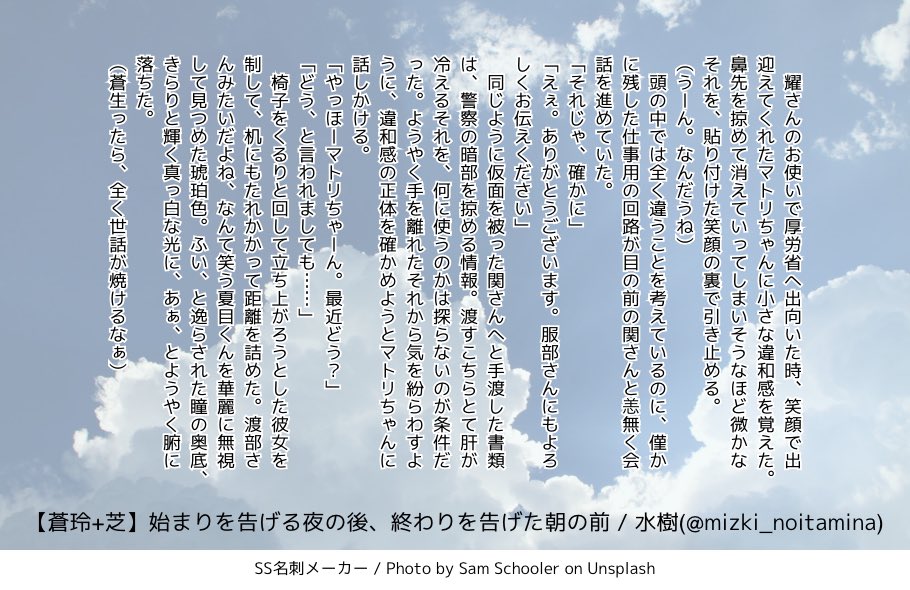 耀さんのお使いで厚労省へ出向いた時、笑顔で出
迎えてくれたマトリちゃんに小さな違和感を覚えた。
鼻先を掠めて消えていってしまいそうなほど微かな
それを、貼り付けた笑顔の裏で引き止める。
（うーん。なんだうね）
　頭の中では全く違うことを考えているのに、僅か
に残した仕事用の回路が目の前の関さんと恙無く会
話を進めていた。
「それじゃ、確かに」
「えぇ。ありがとうございます。服部さんにもよろ
しくお伝えください」
　同じように仮面を被った関さんへと手渡した書類
は、警察の暗部を掠める情報。渡すこちらとて肝が
冷えるそれを、何に使うのかは探らないのが条件だ
った。ようやく手を離れたそれから気を紛らわすよ
うに、違和感の正体を確かめようとマトリちゃんに
話しかける。
「やっほーマトリちゃーん。最近どう？」
「どう、と言われましても……」
　椅子をくるりと回して立ち上がろうとした彼女を
制して、机にもたれかかって距離を詰めた。渡部さ
んみたいだよね、なんて笑う夏目くんを華麗に無視
して見つめた琥珀色。ふい、と逸らされた瞳の奥底、
きらりと輝く真っ白な光に、あぁ、とようやく腑に
落ちた。
（蒼生ったら、全く世話が焼けるなぁ）
【蒼玲+芝】始まりを告げる夜の後、終わりを告げた朝の前 / 水樹(@mizki_noitamina)
SS名刺メーカー / Photo by Sam Schooler on Unsplash